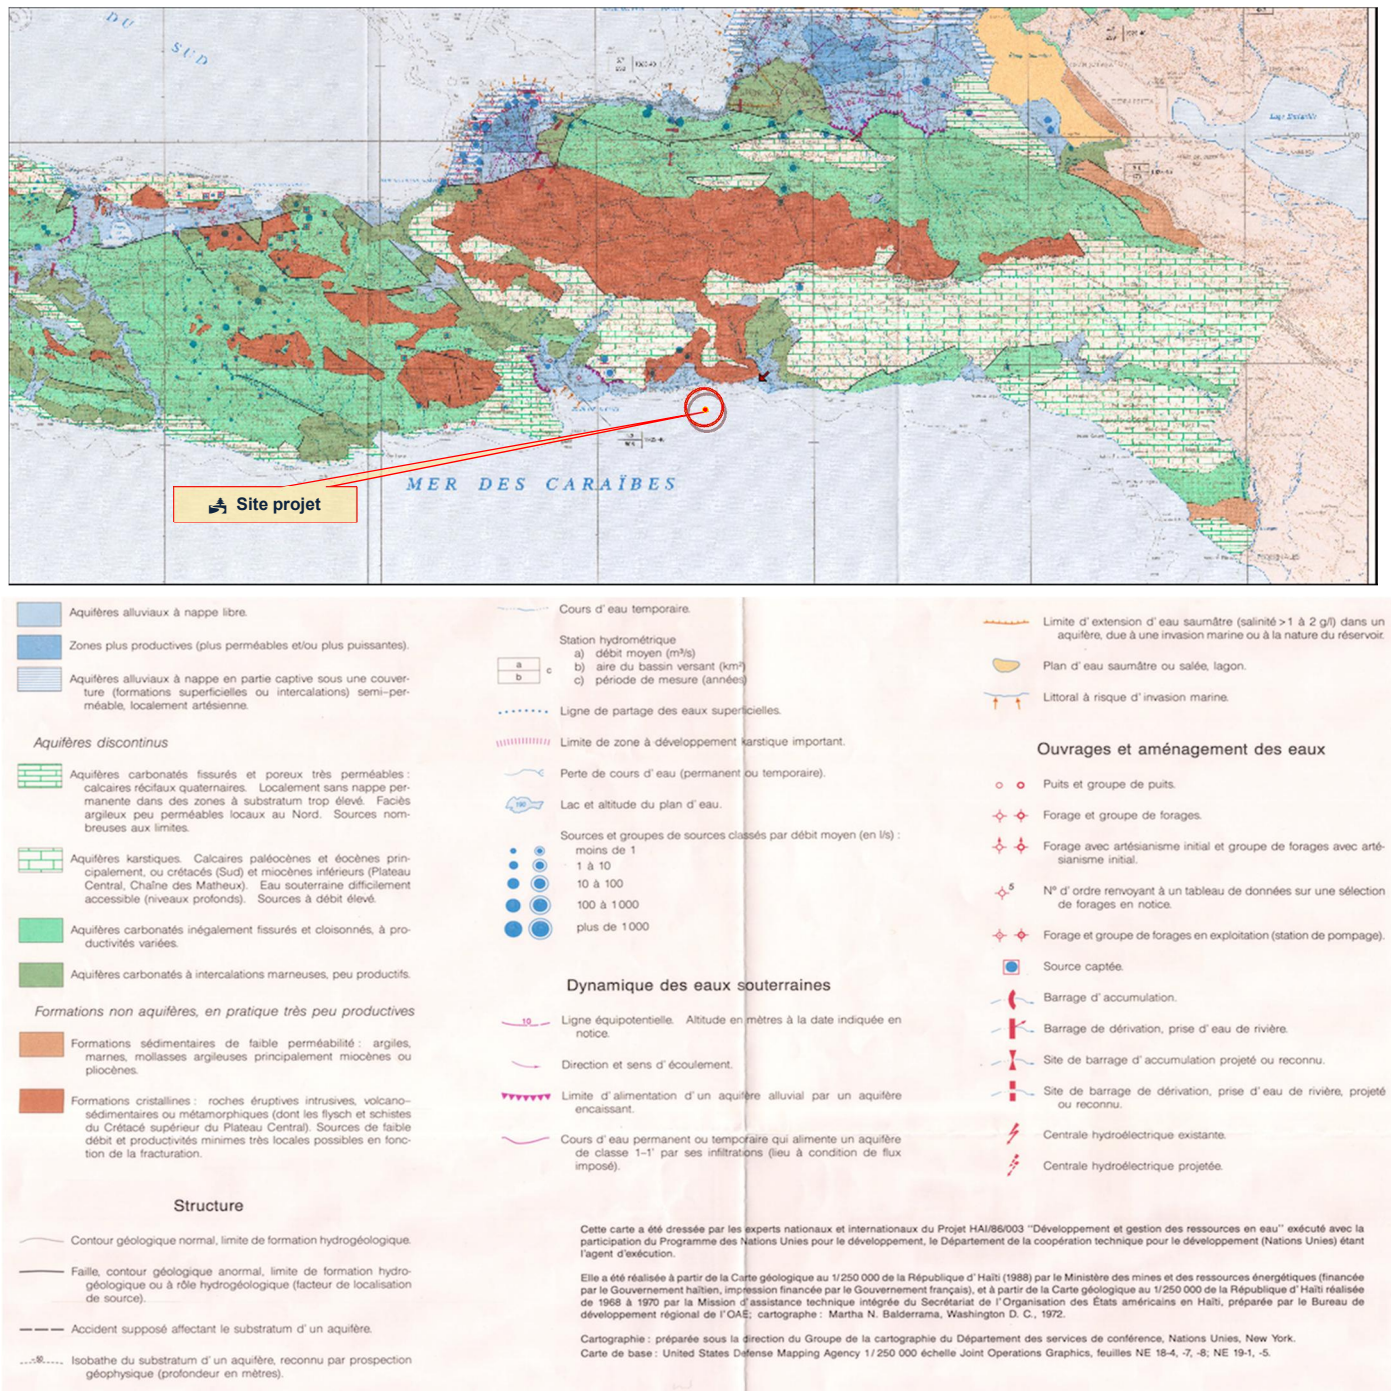 DU
SUD
MER DES CARAÏBES
Site projet
Aquifères alluviaux à nappe libre.
Zones plus productives (plus perméables et/ou plus puissantes).
Aquifères alluviaux à nappe en partie captive sous une couver-
ture (formations superficielles ou intercalations) semi-per-
méable, localement artésienne.
Aquifères discontinus
Aquifères carbonatés fissurés et poreux très perméables :
calcaires récifaux quaternaires. Localement sans nappe per-
manente dans des zones à substratum trop élevé. Faciès
argileux peu perméables locaux au Nord. Sources nom-
breuses aux limites.
Aquifères karstiques. Calcaires paléocènes et éocènes prin-
cipalement, ou crétacés (Sud) et miocènes inférieurs (Plateau
Central, Chaîne des Matheux). Eau souterraine difficilement
accessible (niveaux profonds). Sources à débit élevé.
Aquifères carbonatés inégalement fissurés et cloisonnés, à pro-
ductivités variées.
Aquifères carbonatés à intercalations marneuses, peu productifs.
Formations non aquifères, en pratique très peu productives
Formations sédimentaires de faible perméabilité : argiles,
marnes, mollasses argileuses principalement miocènes ou
pliocènes.
Formations cristallines : roches éruptives intrusives, volcano-
sédimentaires ou métamorphiques (dont les flysch et schistes
du Crétacé supérieur du Plateau Central). Sources de faible
débit et productivités minimes très locales possibles en fonc-
tion de la fracturation.
Structure
Contour géologique normal, limite de formation hydrogéologique.
Faille, contour géologique anormal, limite de formation hydro-
géologique ou à rôle hydrogéologique (facteur de localisation
de source).
Accident supposé affectant le substratum d'un aquifère.
Isobathe du substratum d'un aquifère, reconnu par prospection
géophysique (profondeur en mètres).
Cours d'eau temporaire.
Station hydrométrique
a) débit moyen (m³/s)
a
b
c
b) aire du bassin versant (km²)
c) période de mesure (années)
Ligne de partage des eaux superficielles.
Limite de zone à développement karstique important.
Perte de cours d'eau (permanent ou temporaire).
190
Lac et altitude du plan d'eau.
Sources et groupes de sources classés par débit moyen (en l/s) :
moins de 1
1 à 10
10 à 100
100 à 1000
plus de 1000
Dynamique des eaux souterraines
10
Ligne équipotentielle. Altitude en mètres à la date indiquée en
notice.
Direction et sens d'écoulement.
Limite d'alimentation d'un aquifère alluvial par un aquifère
encaissant.
Cours d'eau permanent ou temporaire qui alimente un aquifère
de classe 1-1' par ses infiltrations (lieu à condition de flux
imposé).
Limite d'extension d'eau saumâtre (salinité >1 à 2 g/l) dans un
aquifère, due à une invasion marine ou à la nature du réservoir.
Plan d'eau saumâtre ou salée, lagon.
Littoral à risque d'invasion marine.
Ouvrages et aménagement des eaux
Puits et groupe de puits.
Forage et groupe de forages.
Forage avec artésianisme initial et groupe de forages avec arté-
sianisme initial.
5
Nº d'ordre renvoyant à un tableau de données sur une sélection
de forages en notice.
Forage et groupe de forages en exploitation (station de pompage).
Source captée.
Barrage d'accumulation.
Barrage de dérivation, prise d'eau de rivière.
Site de barrage d'accumulation projeté ou reconnu.
Site de barrage de dérivation, prise d'eau de rivière, projeté
ou reconnu.
Centrale hydroélectrique existante.
Centrale hydroélectrique projetée.
Cette carte a été dressée par les experts nationaux et internationaux du Projet HAI/86/003 "Développement et gestion des ressources en eau" exécuté avec la
participation du Programme des Nations Unies pour le développement, le Département de la coopération technique pour le développement (Nations Unies) étant
l'agent d'exécution.
Elle a été réalisée à partir de la Carte géologique au 1/250 000 de la République d'Haïti (1988) par le Ministère des mines et des ressources énergétiques (financée
par le Gouvernement haïtien, impression financée par le Gouvernement français), et à partir de la Carte géologique au 1/250 000 de la République d'Haïti réalisée
de 1968 à 1970 par la Mission d'assistance technique intégrée du Secrétariat de l'Organisation des États américains en Haïti, préparée par le Bureau de
développement régional de l'OAE; cartographe : Martha N. Balderrama, Washington D. C., 1972.
Cartographie : préparée sous la direction du Groupe de la cartographie du Département des services de conférence, Nations Unies, New York.
Carte de base : United States Defense Mapping Agency 1/250 000 échelle Joint Operations Graphics, feuilles NE 18-4, -7, -8; NE 19-1, -5.